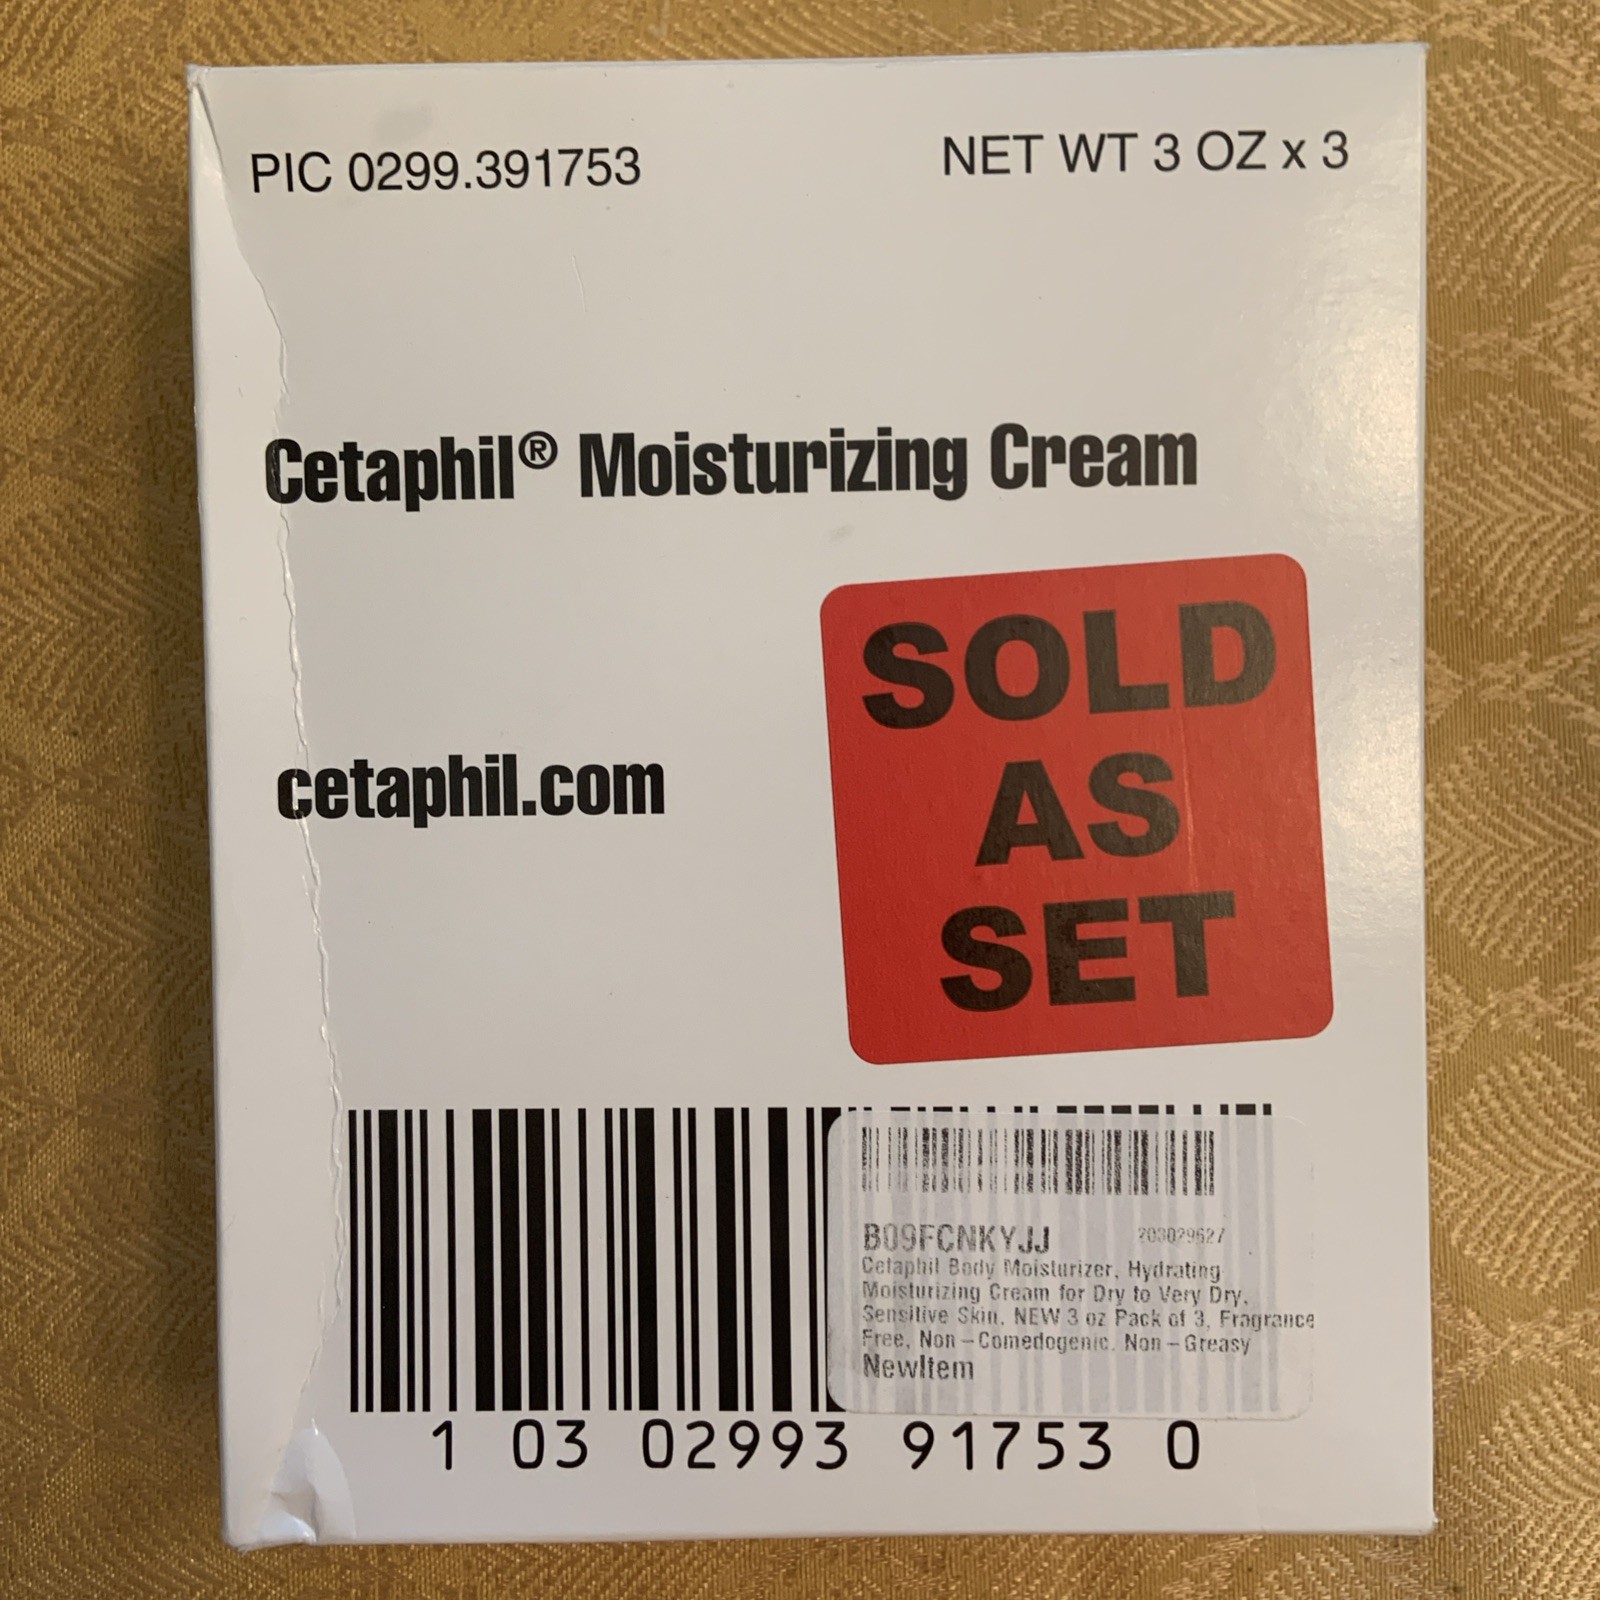 PIC 0299.391753
NET WT 3 OZ x 3
Cetaphil® Moisturizing Cream
cetaphil.com
SOLD
AS
SET
B09FCNKYJJ
203029627
Cetaphil Body Moisturizer, Hydrating
Moisturizing Cream for Dry to Very Dry,
Sensitive Skin, NEW 3 oz Pack of 3, Fragrance
Free, Non-Comedogenic, Non-Greasy
NewItem
1 03 02993 91753 0